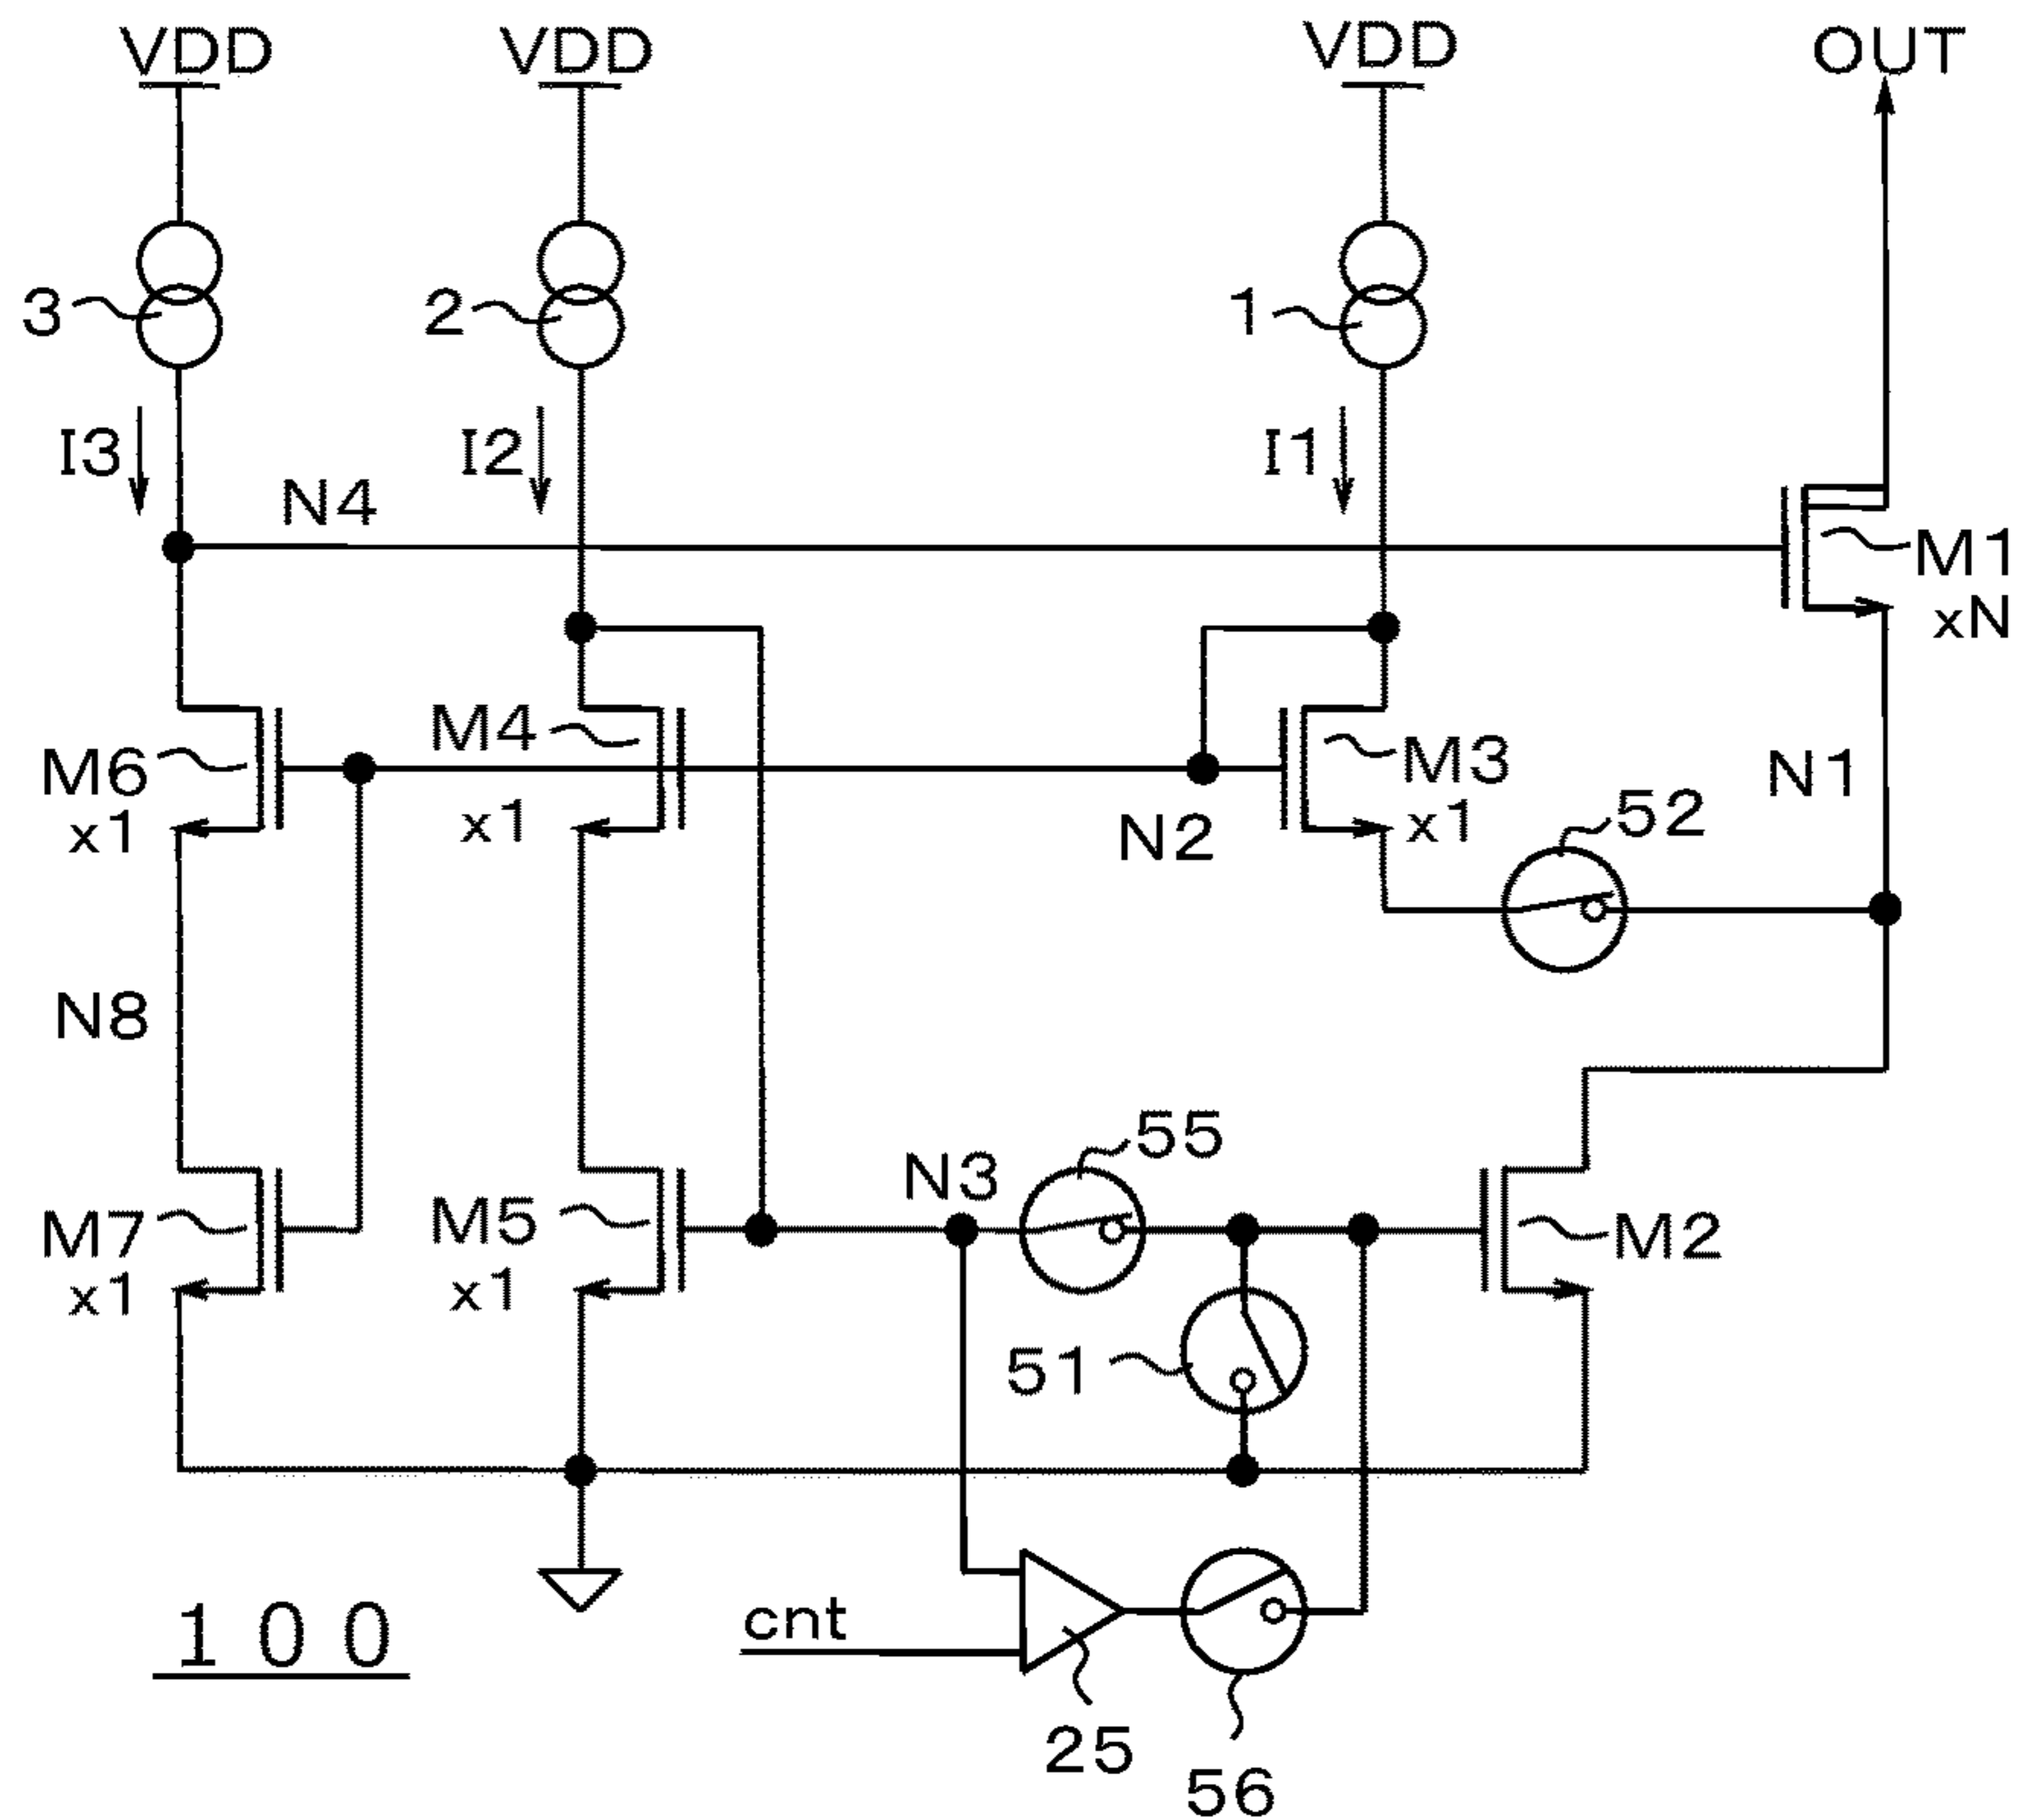 VDD VDD VDD OUT
3 2 1
I3 I2 I1
N4
M1
xN
M6 M4 M3 N1
x1 x1 x1
N2 52
N8
N3 55
M7 M5 M2
x1 x1
51
cnt
100
25
56